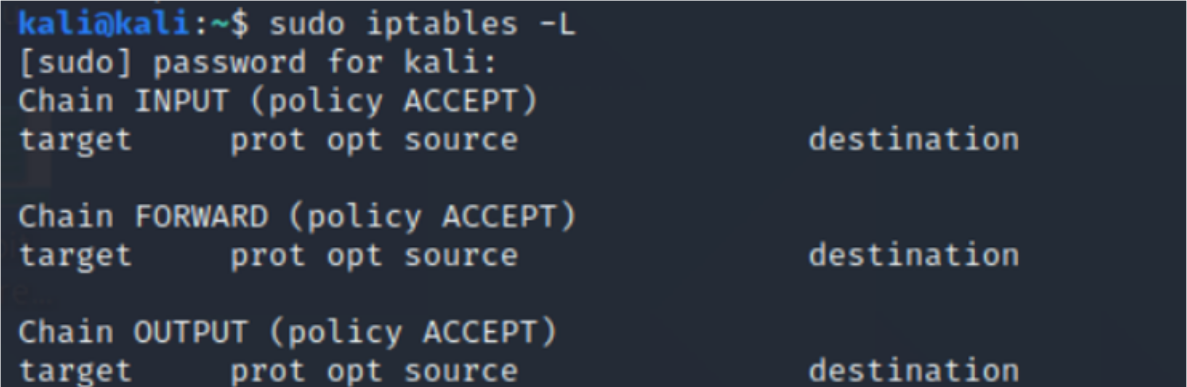 kali@kali:~$ sudo iptables -L
[sudo] password for kali:
Chain INPUT (policy ACCEPT)
target     prot opt source               destination

Chain FORWARD (policy ACCEPT)
target     prot opt source               destination

Chain OUTPUT (policy ACCEPT)
target     prot opt source               destination